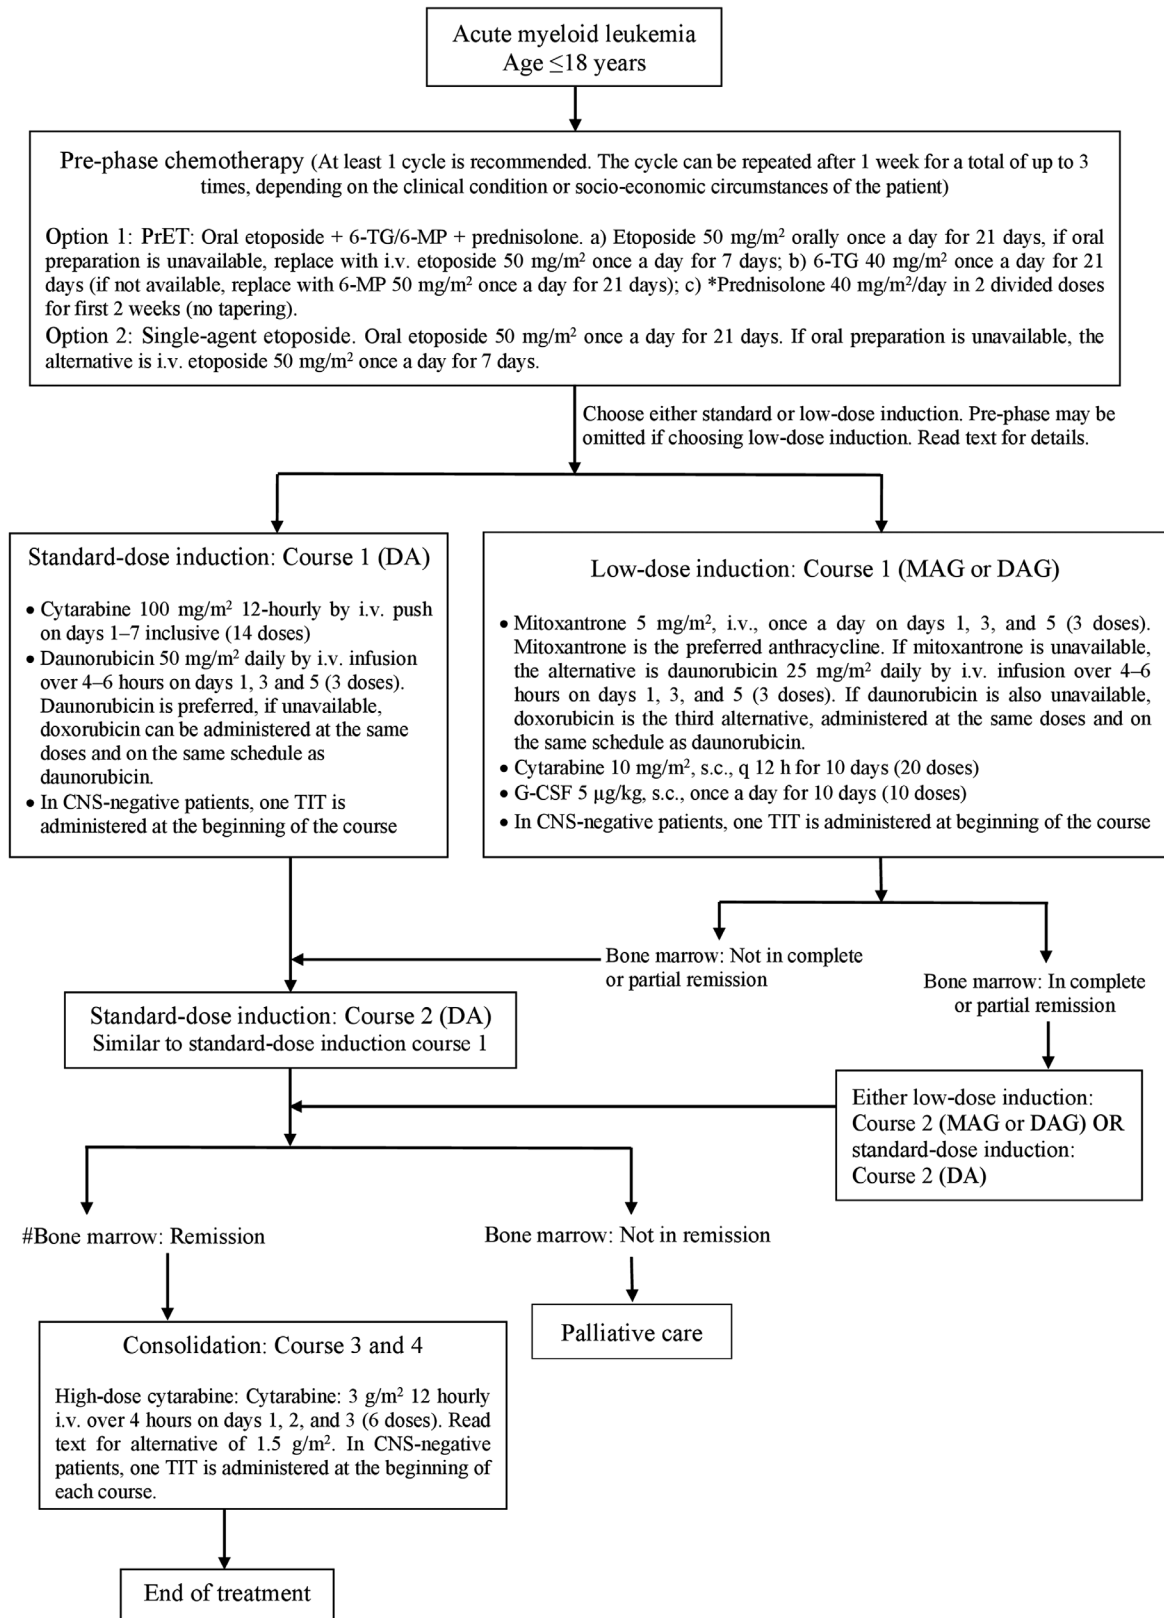 Acute myeloid leukemia
Age ≤18 years
Pre-phase chemotherapy (At least 1 cycle is recommended. The cycle can be repeated after 1 week for a total of up to 3
times, depending on the clinical condition or socio-economic circumstances of the patient)
Option 1: PrET: Oral etoposide + 6-TG/6-MP + prednisolone. a) Etoposide 50 mg/m² orally once a day for 21 days, if oral
preparation is unavailable, replace with i.v. etoposide 50 mg/m² once a day for 7 days; b) 6-TG 40 mg/m² once a day for 21
days (if not available, replace with 6-MP 50 mg/m² once a day for 21 days); c) *Prednisolone 40 mg/m²/day in 2 divided doses
for first 2 weeks (no tapering).
Option 2: Single-agent etoposide. Oral etoposide 50 mg/m² once a day for 21 days. If oral preparation is unavailable, the
alternative is i.v. etoposide 50 mg/m² once a day for 7 days.
Choose either standard or low-dose induction. Pre-phase may be
omitted if choosing low-dose induction. Read text for details.
Standard-dose induction: Course 1 (DA)
• Cytarabine 100 mg/m² 12-hourly by i.v. push
on days 1–7 inclusive (14 doses)
• Daunorubicin 50 mg/m² daily by i.v. infusion
over 4–6 hours on days 1, 3 and 5 (3 doses).
Daunorubicin is preferred, if unavailable,
doxorubicin can be administered at the same
doses and on the same schedule as
daunorubicin.
• In CNS-negative patients, one TIT is
administered at the beginning of the course
Low-dose induction: Course 1 (MAG or DAG)
• Mitoxantrone 5 mg/m², i.v., once a day on days 1, 3, and 5 (3 doses).
Mitoxantrone is the preferred anthracycline. If mitoxantrone is unavailable,
the alternative is daunorubicin 25 mg/m² daily by i.v. infusion over 4–6
hours on days 1, 3, and 5 (3 doses). If daunorubicin is also unavailable,
doxorubicin is the third alternative, administered at the same doses and on
the same schedule as daunorubicin.
• Cytarabine 10 mg/m², s.c., q 12 h for 10 days (20 doses)
• G-CSF 5 µg/kg, s.c., once a day for 10 days (10 doses)
• In CNS-negative patients, one TIT is administered at beginning of the course
Bone marrow: Not in complete
or partial remission
Bone marrow: In complete
or partial remission
Standard-dose induction: Course 2 (DA)
Similar to standard-dose induction course 1
Either low-dose induction:
Course 2 (MAG or DAG) OR
standard-dose induction:
Course 2 (DA)
#Bone marrow: Remission
Bone marrow: Not in remission
Palliative care
Consolidation: Course 3 and 4
High-dose cytarabine: Cytarabine: 3 g/m² 12 hourly
i.v. over 4 hours on days 1, 2, and 3 (6 doses). Read
text for alternative of 1.5 g/m². In CNS-negative
patients, one TIT is administered at the beginning of
each course.
End of treatment